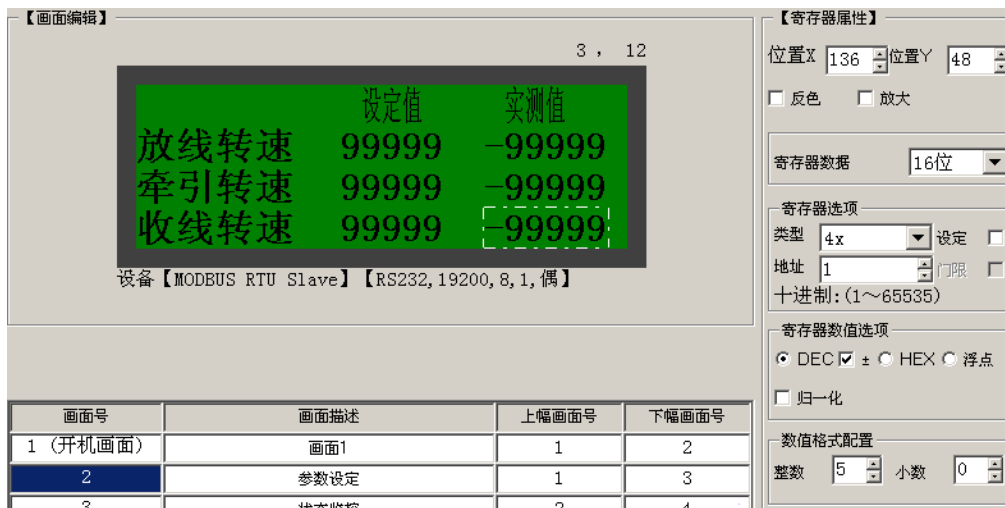 【画面编辑】
3 , 12
设定值 实测值
放线转速 99999 -99999
牵引转速 99999 -99999
收线转速 99999 -99999
设备【MODBUS RTU Slave】【RS232,19200,8,1,偶】
画面号 画面描述 上幅画面号 下幅画面号
1 (开机画面) 画面1 1 2
2 参数设定 1 3
【寄存器属性】
位置X 136 位置Y 48
反色 放大
寄存器数据 16位
寄存器选项
类型 4x 设定
地址 1 门限
十进制:(1~65535)
寄存器数值选项
DEC ± HEX 浮点
归一化
数值格式配置
整数 5 小数 0